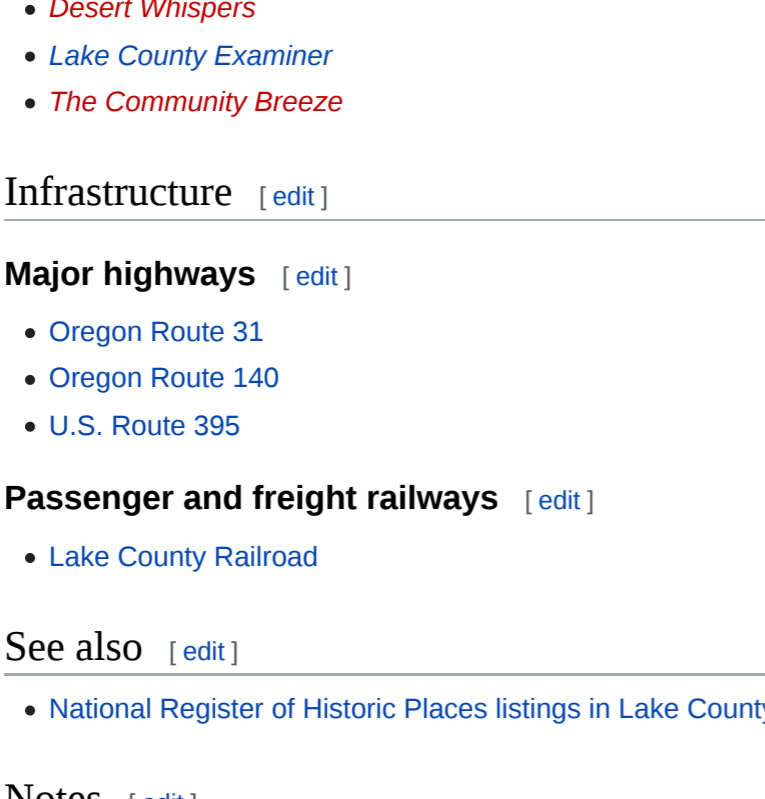 Desert Whispers
Lake County Examiner
The Community Breeze
Infrastructure [ edit ]
Major highways [ edit ]
Oregon Route 31
Oregon Route 140
U.S. Route 395
Passenger and freight railways [ edit ]
Lake County Railroad
See also [ edit ]
National Register of Historic Places listings in Lake County
Notes [ edit ]